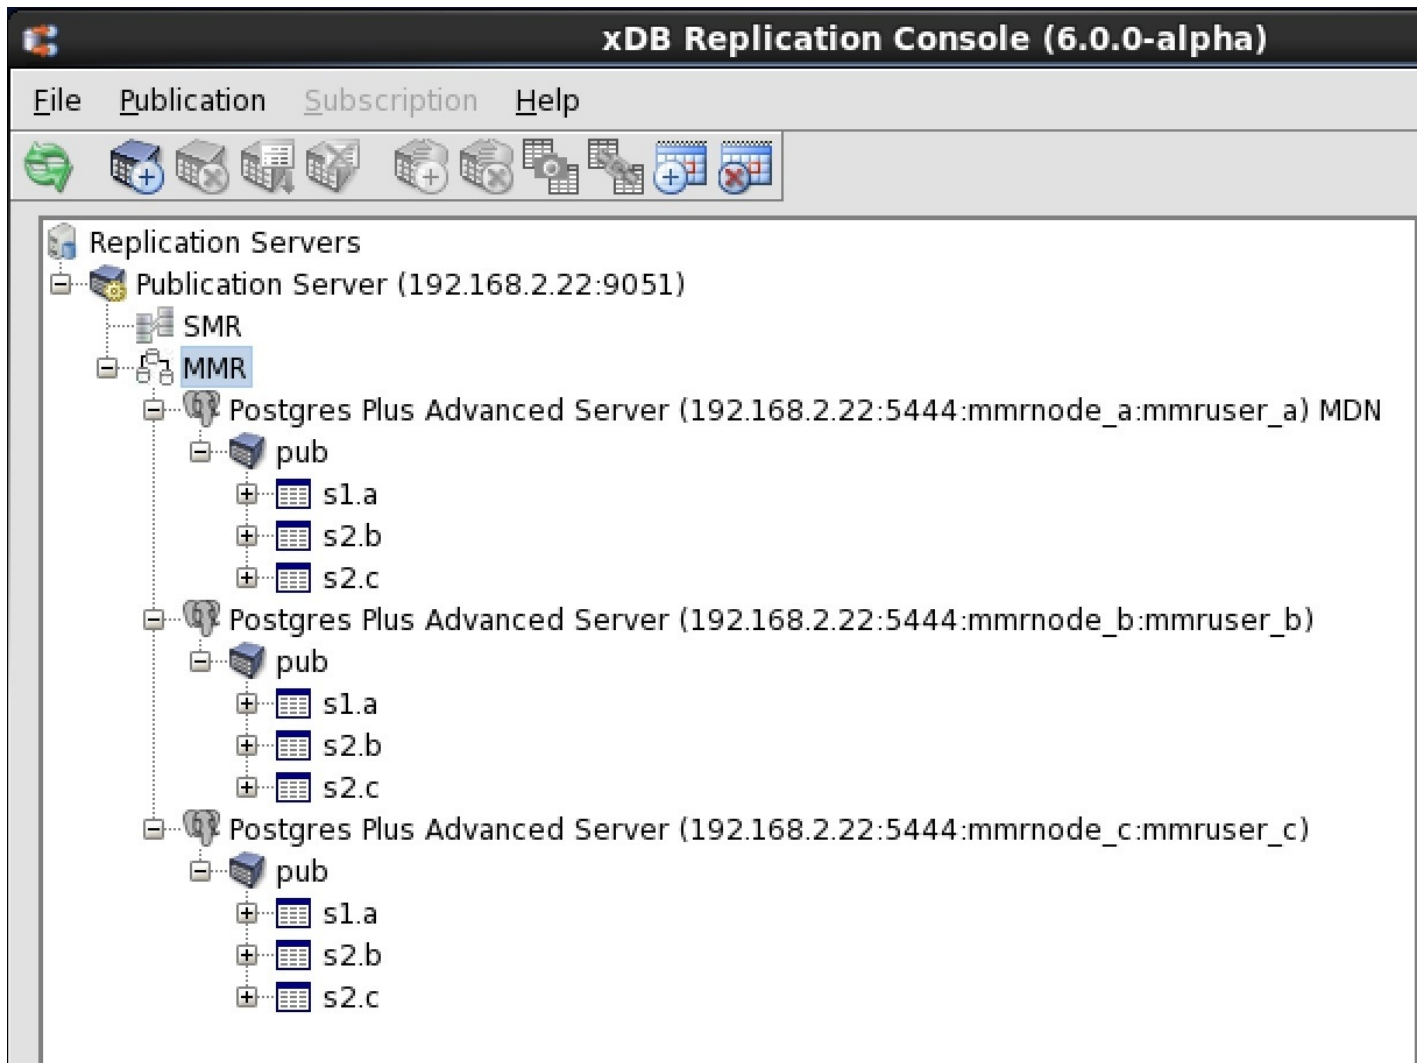 xDB Replication Console (6.0.0-alpha)
File Publication Subscription Help
Replication Servers
Publication Server (192.168.2.22:9051)
SMR
MMR
Postgres Plus Advanced Server (192.168.2.22:5444:mmrnode_a:mmruser_a) MDN
pub
s1.a
s2.b
s2.c
Postgres Plus Advanced Server (192.168.2.22:5444:mmrnode_b:mmruser_b)
pub
s1.a
s2.b
s2.c
Postgres Plus Advanced Server (192.168.2.22:5444:mmrnode_c:mmruser_c)
pub
s1.a
s2.b
s2.c